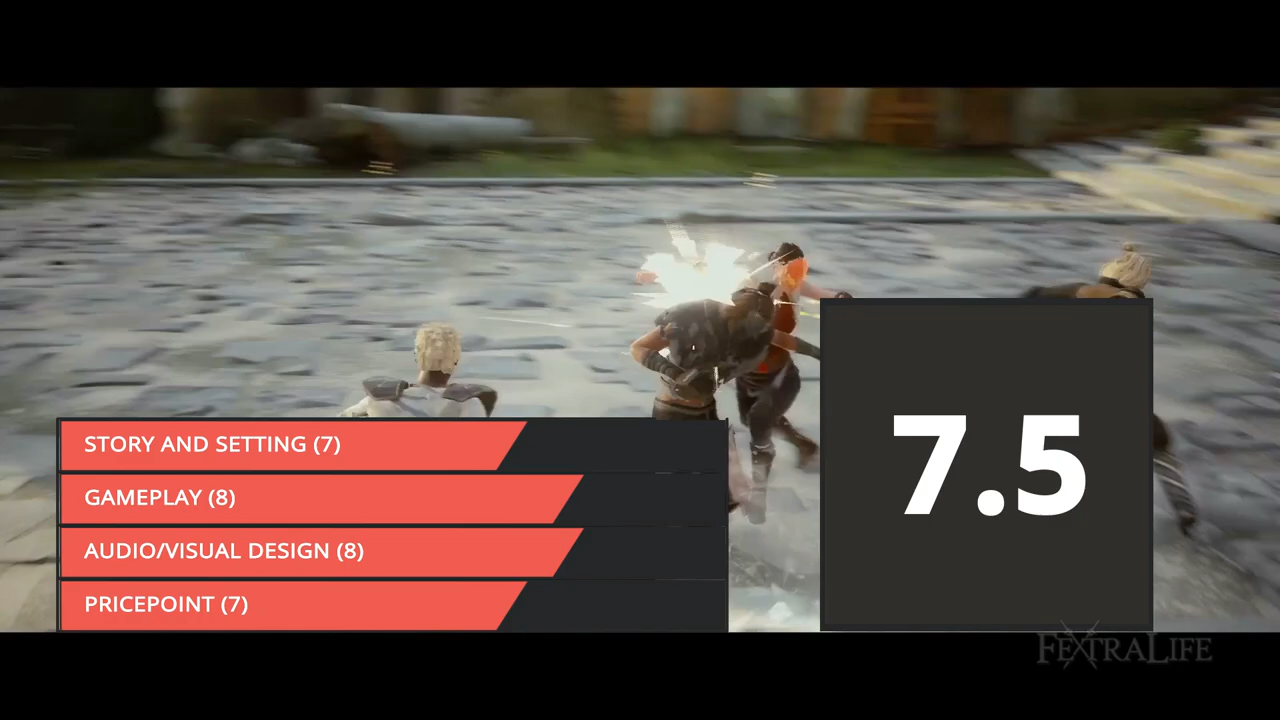 STORY AND SETTING (7)
GAMEPLAY (8)
AUDIO/VISUAL DESIGN (8)
PRICEPOINT (7)
7.5
FEXTRALIFE